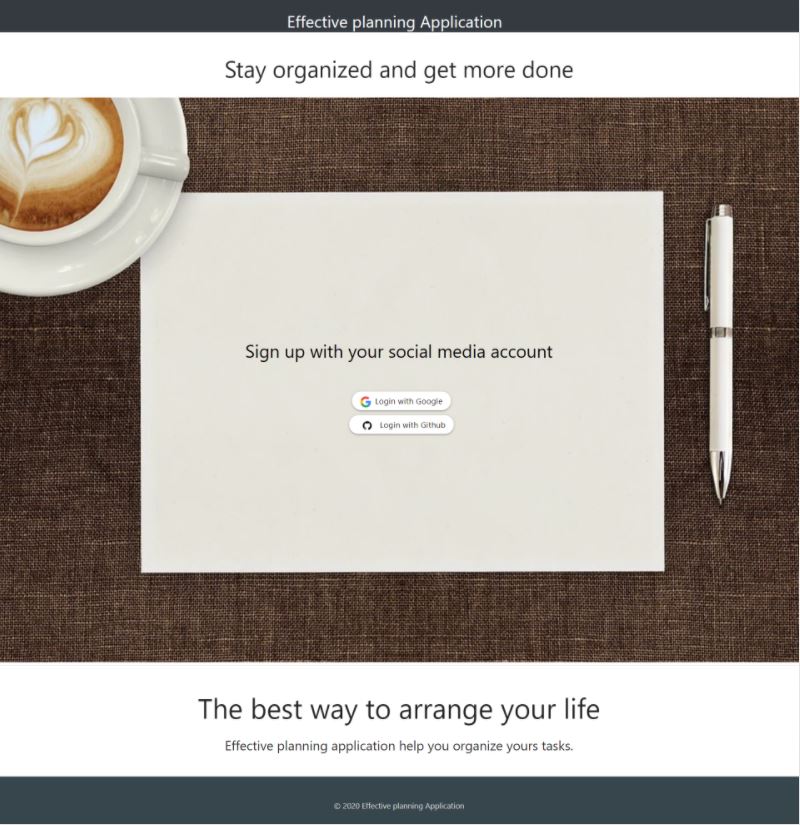 Effective planning Application
Stay organized and get more done
Sign up with your social media account
Login with Google
Login with Github
The best way to arrange your life
Effective planning application help you organize yours tasks.
© 2020 Effective planning Application